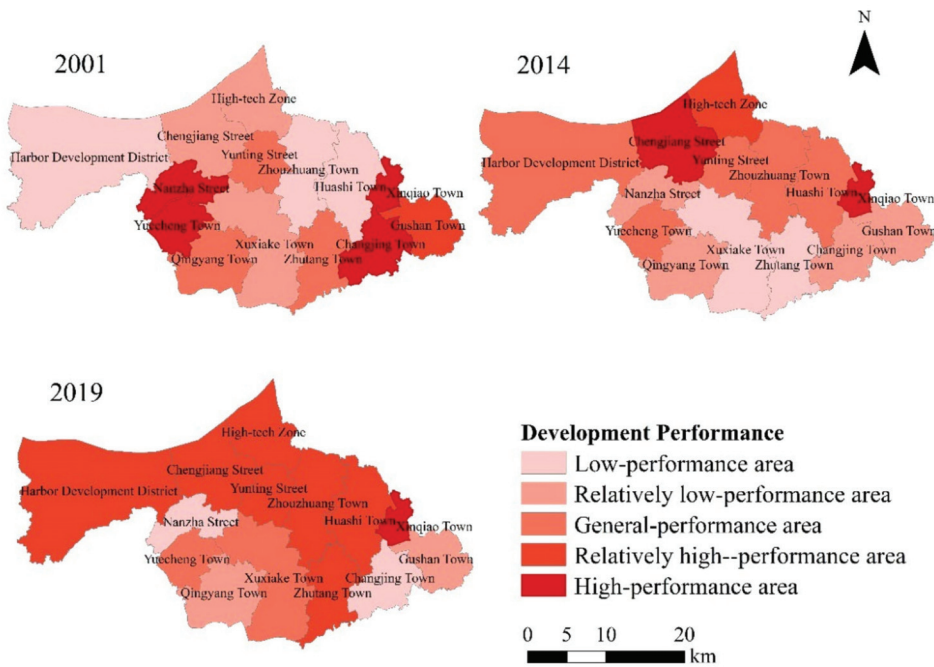 2001
High-tech Zone
Chengjiang Street
Harbor Development District
Yunting Street
Zhouzhuang Town
Nanzha Street
Huashi Town
Xinqiao Town
Yuecheng Town
Gushan Town
Xuxiake Town
Changjing Town
Qingyang Town
Zhutang Town
2014
N
High-tech Zone
Chengjiang Street
Harbor Development District
Yunting Street
Zhouzhuang Town
Nanzha Street
Huashi Town
Xinqiao Town
Yuecheng Town
Gushan Town
Xuxiake Town
Changjing Town
Qingyang Town
Zhutang Town
2019
High-tech Zone
Chengjiang Street
Harbor Development District
Yunting Street
Zhouzhuang Town
Nanzha Street
Huashi Town
Xinqiao Town
Yuecheng Town
Gushan Town
Xuxiake Town
Changjing Town
Qingyang Town
Zhutang Town
Development Performance
Low-performance area
Relatively low-performance area
General-performance area
Relatively high--performance area
High-performance area
0 5 10 20
km